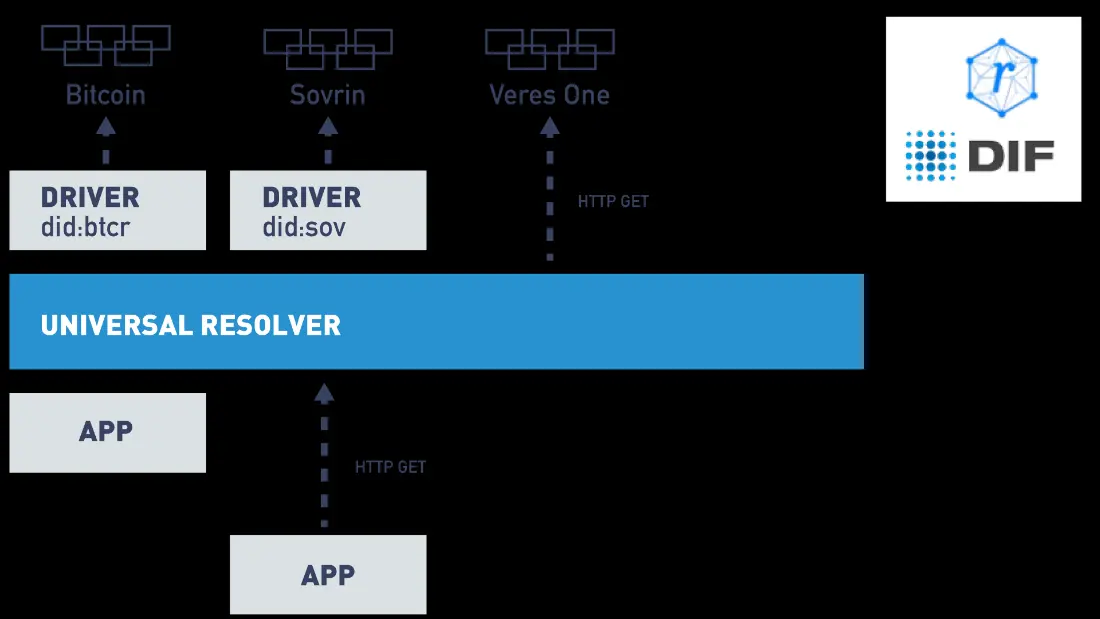 Bitcoin
Sovrin
Veres One
DRIVER
did:btcr
DRIVER
did:sov
HTTP GET
r
DIF
UNIVERSAL RESOLVER
APP
HTTP GET
APP